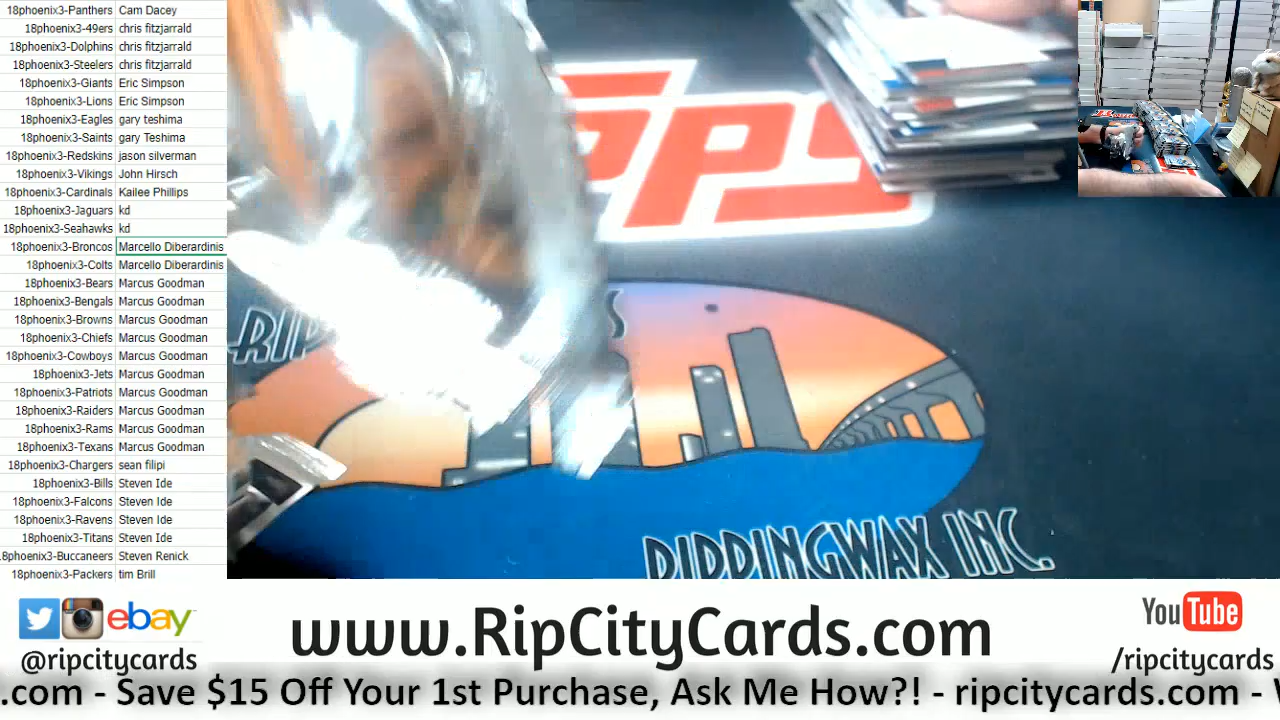 18phoenix3-Panthers Cam Dacey
18phoenix3-49ers chris fitzjarrald
18phoenix3-Dolphins chris fitzjarrald
18phoenix3-Steelers chris fitzjarrald
18phoenix3-Giants Eric Simpson
18phoenix3-Lions Eric Simpson
18phoenix3-Eagles gary teshima
18phoenix3-Saints gary Teshima
18phoenix3-Redskins jason silverman
18phoenix3-Vikings John Hirsch
18phoenix3-Cardinals Kailee Phillips
18phoenix3-Jaguars kd
18phoenix3-Seahawks kd
18phoenix3-Broncos Marcello Diberardinis
18phoenix3-Colts Marcello Diberardinis
18phoenix3-Bears Marcus Goodman
18phoenix3-Bengals Marcus Goodman
18phoenix3-Browns Marcus Goodman
18phoenix3-Chiefs Marcus Goodman
18phoenix3-Cowboys Marcus Goodman
18phoenix3-Jets Marcus Goodman
18phoenix3-Patriots Marcus Goodman
18phoenix3-Raiders Marcus Goodman
18phoenix3-Rams Marcus Goodman
18phoenix3-Texans Marcus Goodman
18phoenix3-Chargers sean filipi
18phoenix3-Bills Steven Ide
18phoenix3-Falcons Steven Ide
18phoenix3-Ravens Steven Ide
18phoenix3-Titans Steven Ide
18phoenix3-Buccaneers Steven Renick
18phoenix3-Packers tim Brill
PPS
RIP
S
RIPPINGWAX INC.
ebay
@ripcitycards
www.RipCityCards.com
YouTube
/ripcitycards
.com - Save $15 Off Your 1st Purchase, Ask Me How?! - ripcitycards.com -